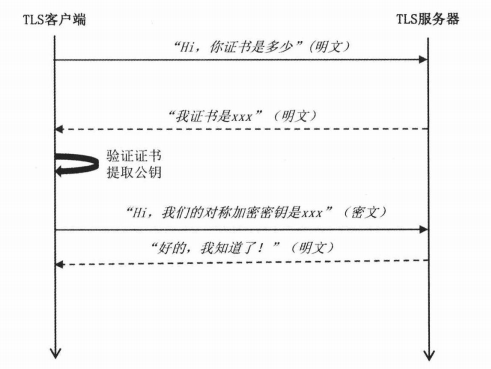 TLS客户端
TLS服务器
“Hi，你证书是多少”(明文)
“我证书是xxx”（明文）
验证证书
提取公钥
“Hi，我们的对称加密密钥是xxx”（密文）
“好的，我知道了！”（明文）